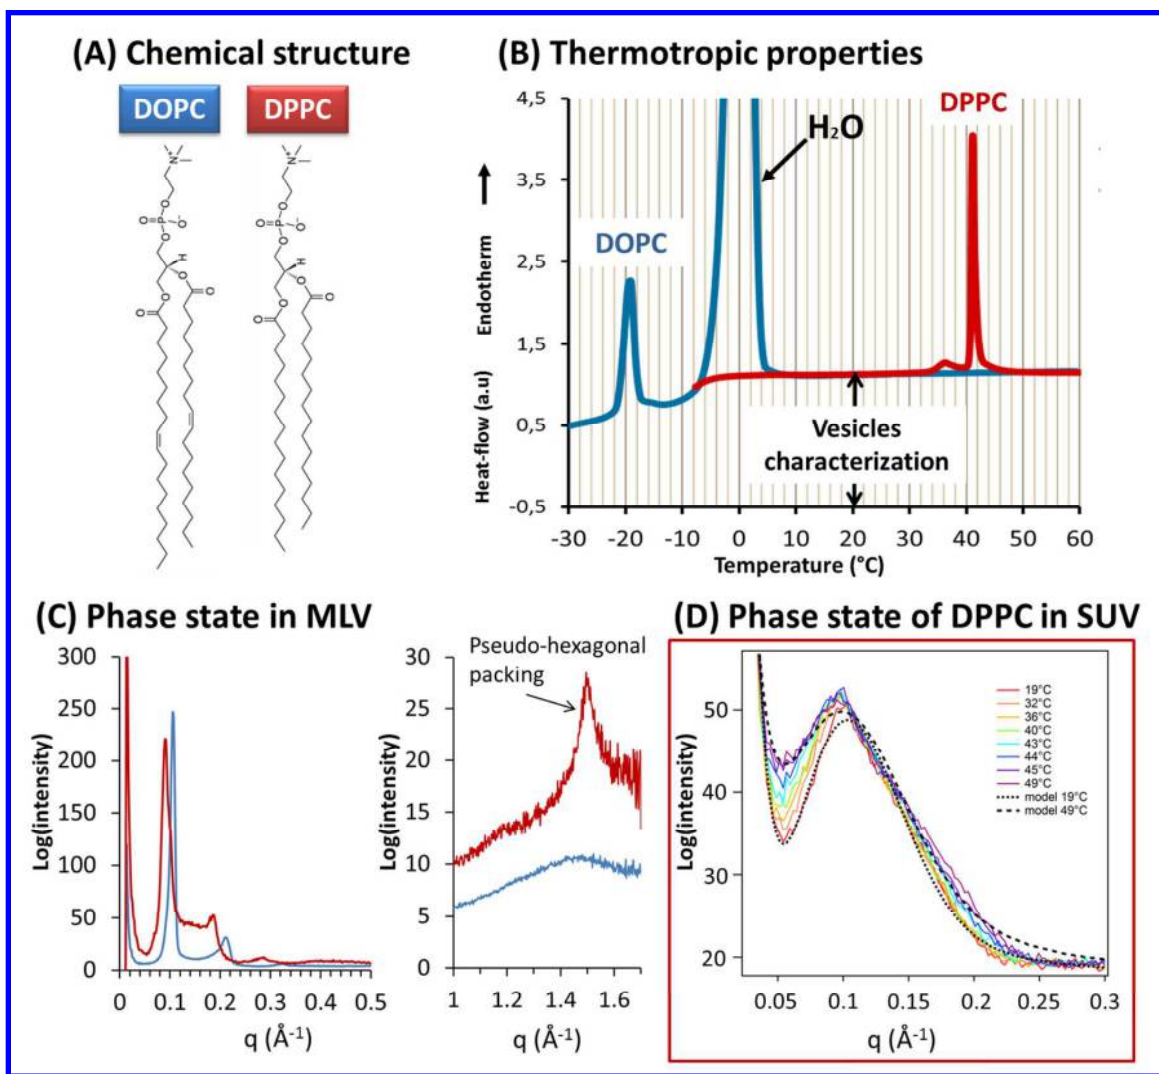 (A) Chemical structure
DOPC
DPPC
(B) Thermotropic properties
4,5
3,5
2,5
1,5
0,5
-0,5
Heat-flow (a.u)
Endotherm
DOPC
H₂O
DPPC
Vesicles
characterization
-30 -20 -10 0 10 20 30 40 50 60
Temperature (°C)
(C) Phase state in MLV
300
250
200
150
100
50
0
Log(intensity)
0 0.1 0.2 0.3 0.4 0.5
q (Å⁻¹)
Pseudo-hexagonal
packing
30
25
20
15
10
5
0
Log(intensity)
1 1.2 1.4 1.6
q (Å⁻¹)
(D) Phase state of DPPC in SUV
50
40
30
20
Log(intensity)
19°C
32°C
36°C
40°C
43°C
44°C
45°C
49°C
model 19°C
model 49°C
0.05 0.1 0.15 0.2 0.25 0.3
q (Å⁻¹)